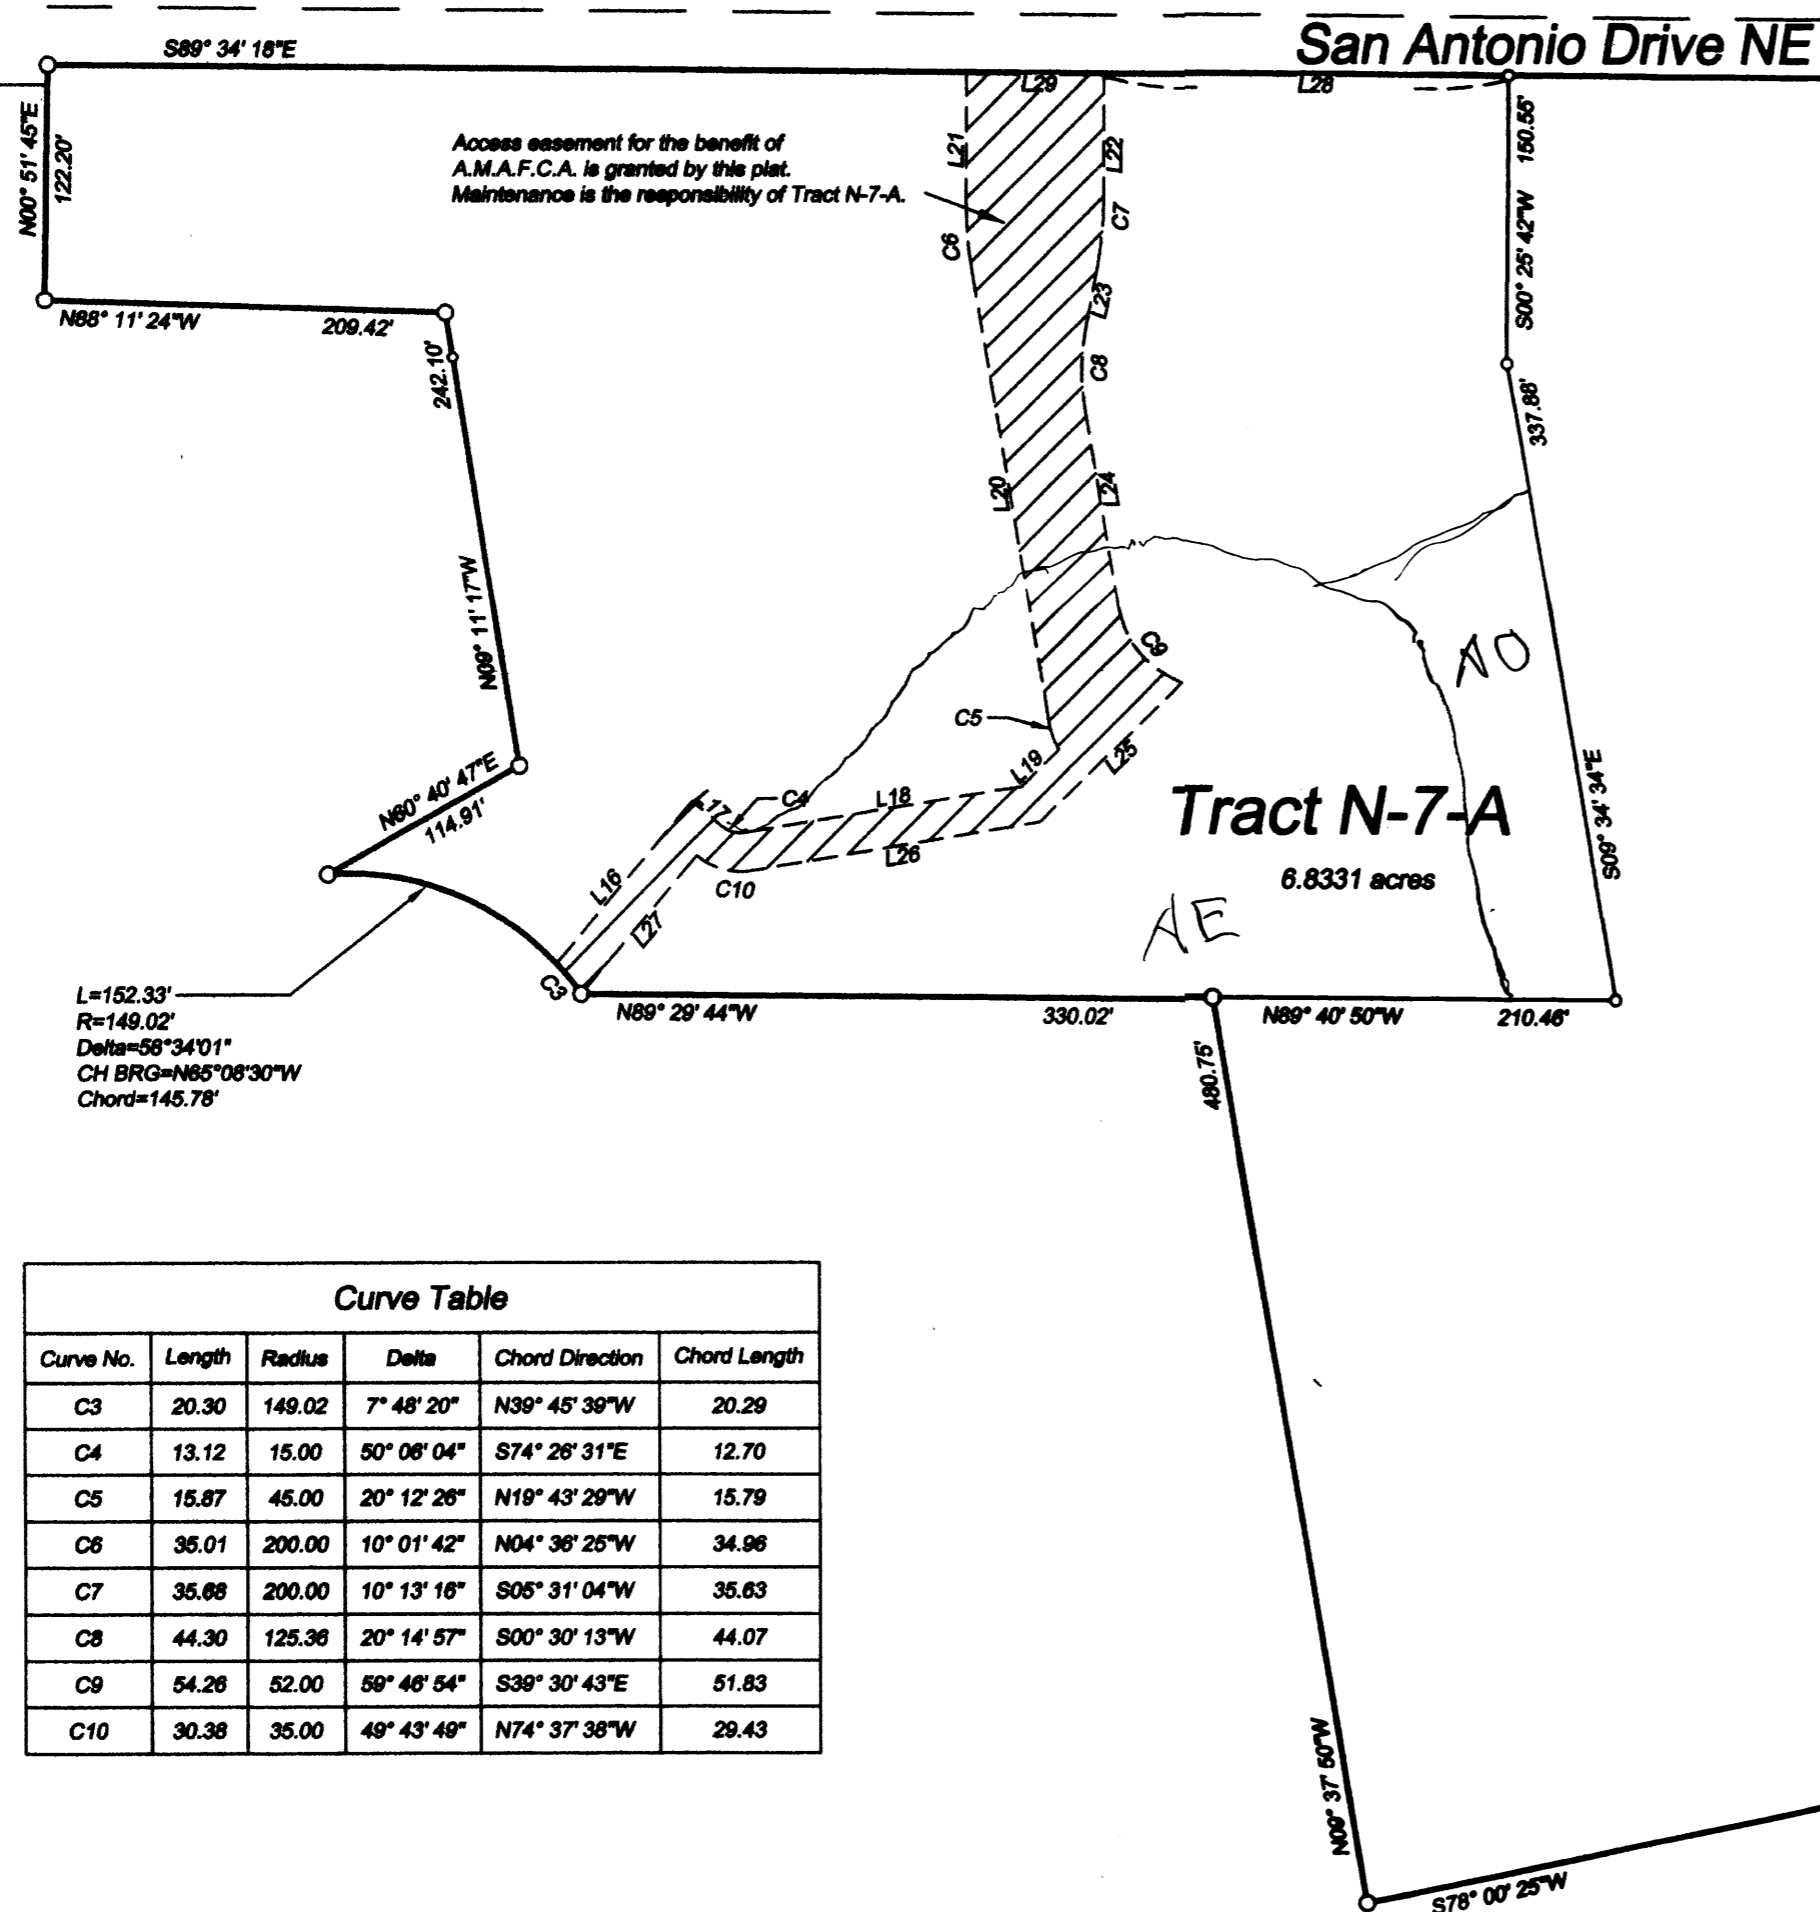 San Antonio Drive NE
S89° 34' 18"E
L29
L28
N00° 51' 45"E
122.20'
Access easement for the benefit of
A.M.A.F.C.A. is granted by this plat.
Maintenance is the responsibility of Tract N-7-A.
L21
L22
150.55'
S00° 25' 42"W
C6
C7
L23
N88° 11' 24"W
209.42'
242.10'
C8
337.88'
L20
L24
N09° 11' 17"W
C9
AO
C5
L19
L25
N60° 40' 47"E
114.91'
L17
C4
L18
L26
Tract N-7-A
6.8331 acres
S09° 34' 34"E
L16
C10
L27
AE
C3
L=152.33'
R=149.02'
Delta=58°34'01"
CH BRG=N65°08'30"W
Chord=145.78'
N89° 29' 44"W
330.02'
N89° 40' 50"W
210.46'
480.75'
Curve Table
Curve No. Length Radius Delta Chord Direction Chord Length
C3 20.30 149.02 7° 48' 20" N39° 45' 39"W 20.29
C4 13.12 15.00 50° 06' 04" S74° 26' 31"E 12.70
C5 15.87 45.00 20° 12' 26" N19° 43' 29"W 15.79
C6 35.01 200.00 10° 01' 42" N04° 36' 25"W 34.96
C7 35.68 200.00 10° 13' 16" S05° 31' 04"W 35.63
C8 44.30 125.36 20° 14' 57" S00° 30' 13"W 44.07
C9 54.26 52.00 59° 46' 54" S39° 30' 43"E 51.83
C10 30.38 35.00 49° 43' 49" N74° 37' 38"W 29.43
N09° 37' 50"W
S78° 00' 25"W